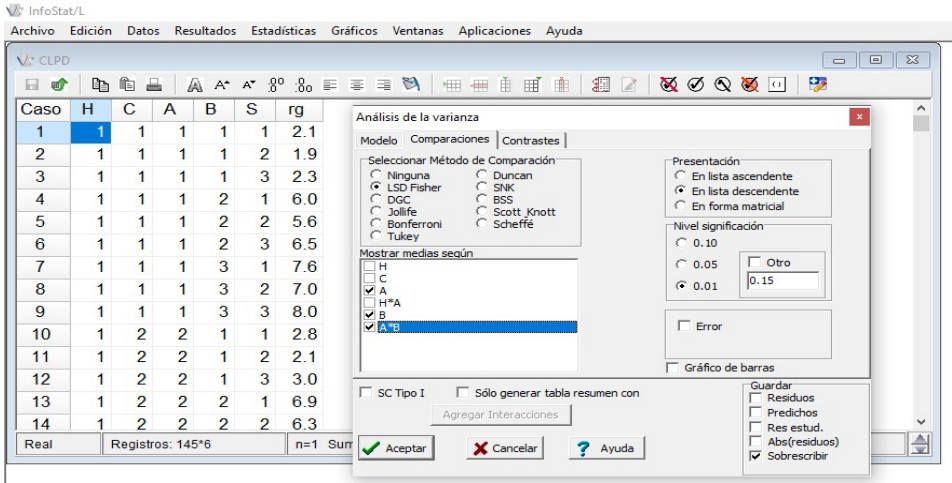 InfoStat/L
Archivo Edición Datos Resultados Estadísticas Gráficos Ventanas Aplicaciones Ayuda
CLPD
Caso H C A B S rg
1 1 1 1 1 1 2.1
2 1 1 1 1 2 1.9
3 1 1 1 1 3 2.3
4 1 1 1 2 1 6.0
5 1 1 1 2 2 5.6
6 1 1 1 2 3 6.5
7 1 1 1 3 1 7.6
8 1 1 1 3 2 7.0
9 1 1 1 3 3 8.0
10 1 2 2 1 1 2.8
11 1 2 2 1 2 2.1
12 1 2 2 1 3 3.0
13 1 2 2 2 1 6.9
14 1 2 2 2 2 6.3
Real Registros: 145*6 n=1 Sum
Análisis de la varianza
Modelo Comparaciones Contrastes
Seleccionar Método de Comparación
Ninguna Duncan
LSD Fisher SNK
DGC BSS
Jollife Scott_Knott
Bonferroni Scheffé
Tukey
Mostrar medias según
H
C
A
H*A
B
A*B
Presentación
En lista ascendente
En lista descendente
En forma matricial
Nivel significación
0.10
0.05 Otro
0.01 0.15
Error
Gráfico de barras
SC Tipo I Sólo generar tabla resumen con
Agregar Interacciones
Aceptar Cancelar Ayuda
Guardar
Residuos
Predichos
Res estud.
Abs(residuos)
Sobrescribir